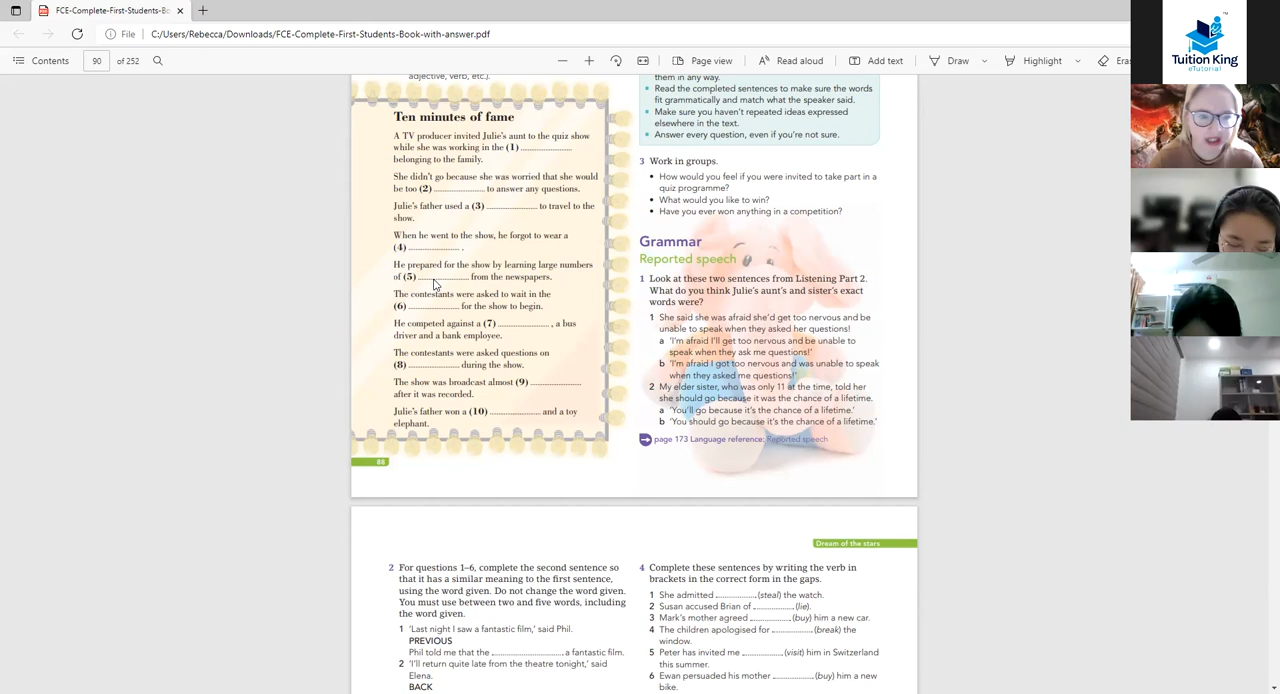 FCE-Complete-First-Students-Bo
File
C:/Users/Rebecca/Downloads/FCE-Complete-First-Students-Book-with-answer.pdf
Contents
90
of 252
Page view
Read aloud
Add text
Draw
Highlight
Eras
Tuition King
eTutorial
TM
adjective, verb, etc.).
Ten minutes of fame
A TV producer invited Julie's aunt to the quiz show
while she was working in the (1) ....................
belonging to the family.
She didn't go because she was worried that she would
be too (2) .................... to answer any questions.
Julie's father used a (3) .................... to travel to the
show.
When he went to the show, he forgot to wear a
(4) .................... .
He prepared for the show by learning large numbers
of (5) .................... from the newspapers.
The contestants were asked to wait in the
(6) .................... for the show to begin.
He competed against a (7) .................... , a bus
driver and a bank employee.
The contestants were asked questions on
(8) .................... during the show.
The show was broadcast almost (9) ....................
after it was recorded.
Julie's father won a (10) .................... and a toy
elephant.
88
them in any way.
Read the completed sentences to make sure the words
fit grammatically and match what the speaker said.
Make sure you haven't repeated ideas expressed
elsewhere in the text.
Answer every question, even if you're not sure.
3 Work in groups.
• How would you feel if you were invited to take part in a
quiz programme?
• What would you like to win?
• Have you ever won anything in a competition?
Grammar
Reported speech
1 Look at these two sentences from Listening Part 2.
What do you think Julie's aunt's and sister's exact
words were?
1 She said she was afraid she'd get too nervous and be
unable to speak when they asked her questions!
a 'I'm afraid I'll get too nervous and be unable to
speak when they ask me questions!'
b 'I'm afraid I got too nervous and was unable to speak
when they asked me questions!'
2 My elder sister, who was only 11 at the time, told her
she should go because it was the chance of a lifetime.
a 'You'll go because it's the chance of a lifetime.'
b 'You should go because it's the chance of a lifetime.'
page 173 Language reference: Reported speech
Dream of the stars
2 For questions 1–6, complete the second sentence so
that it has a similar meaning to the first sentence,
using the word given. Do not change the word given.
You must use between two and five words, including
the word given.
1 'Last night I saw a fantastic film,' said Phil.
PREVIOUS
Phil told me that the .................... a fantastic film.
2 'I'll return quite late from the theatre tonight,' said
Elena.
BACK
4 Complete these sentences by writing the verb in
brackets in the correct form in the gaps.
1 She admitted .............. (steal) the watch.
2 Susan accused Brian of .............. (lie).
3 Mark's mother agreed .............. (buy) him a new car.
4 The children apologised for .............. (break) the
window.
5 Peter has invited me .............. (visit) him in Switzerland
this summer.
6 Ewan persuaded his mother .............. (buy) him a new
bike.